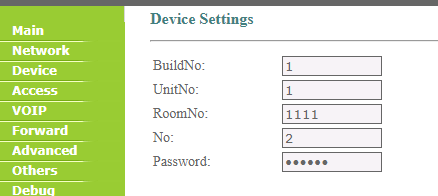 Main
Network
Device
Access
VOIP
Forward
Advanced
Others
Debug
Device Settings
BuildNo: 1
UnitNo: 1
RoomNo: 1111
No: 2
Password: ••••••